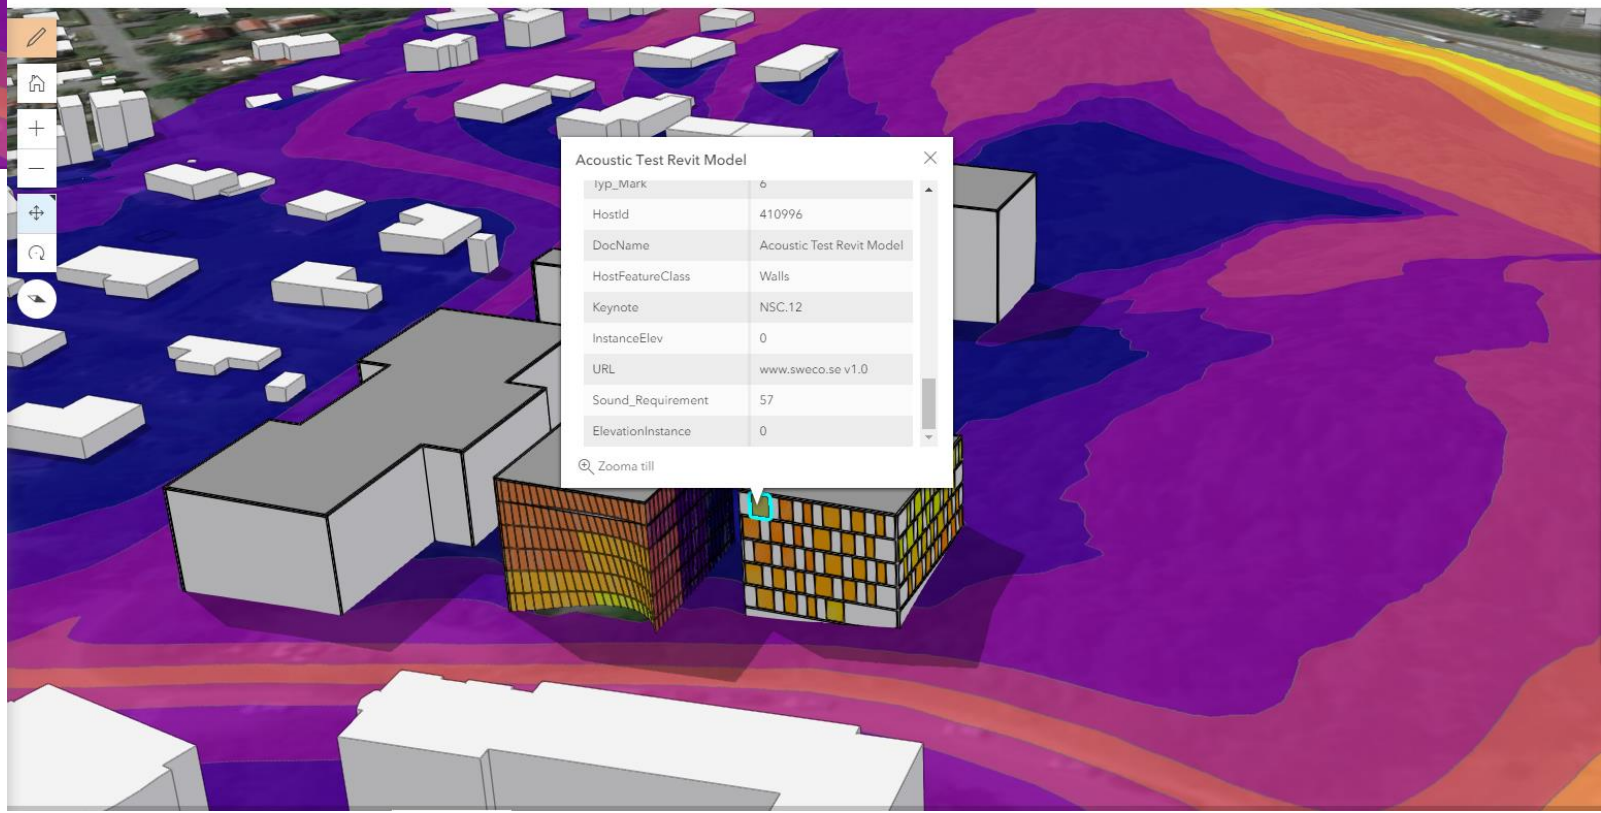 Acoustic Test Revit Model
Typ_Mark 6
HostId 410996
DocName Acoustic Test Revit Model
HostFeatureClass Walls
Keynote NSC.12
InstanceElev 0
URL www.sweco.se v1.0
Sound_Requirement 57
ElevationInstance 0
Zooma till